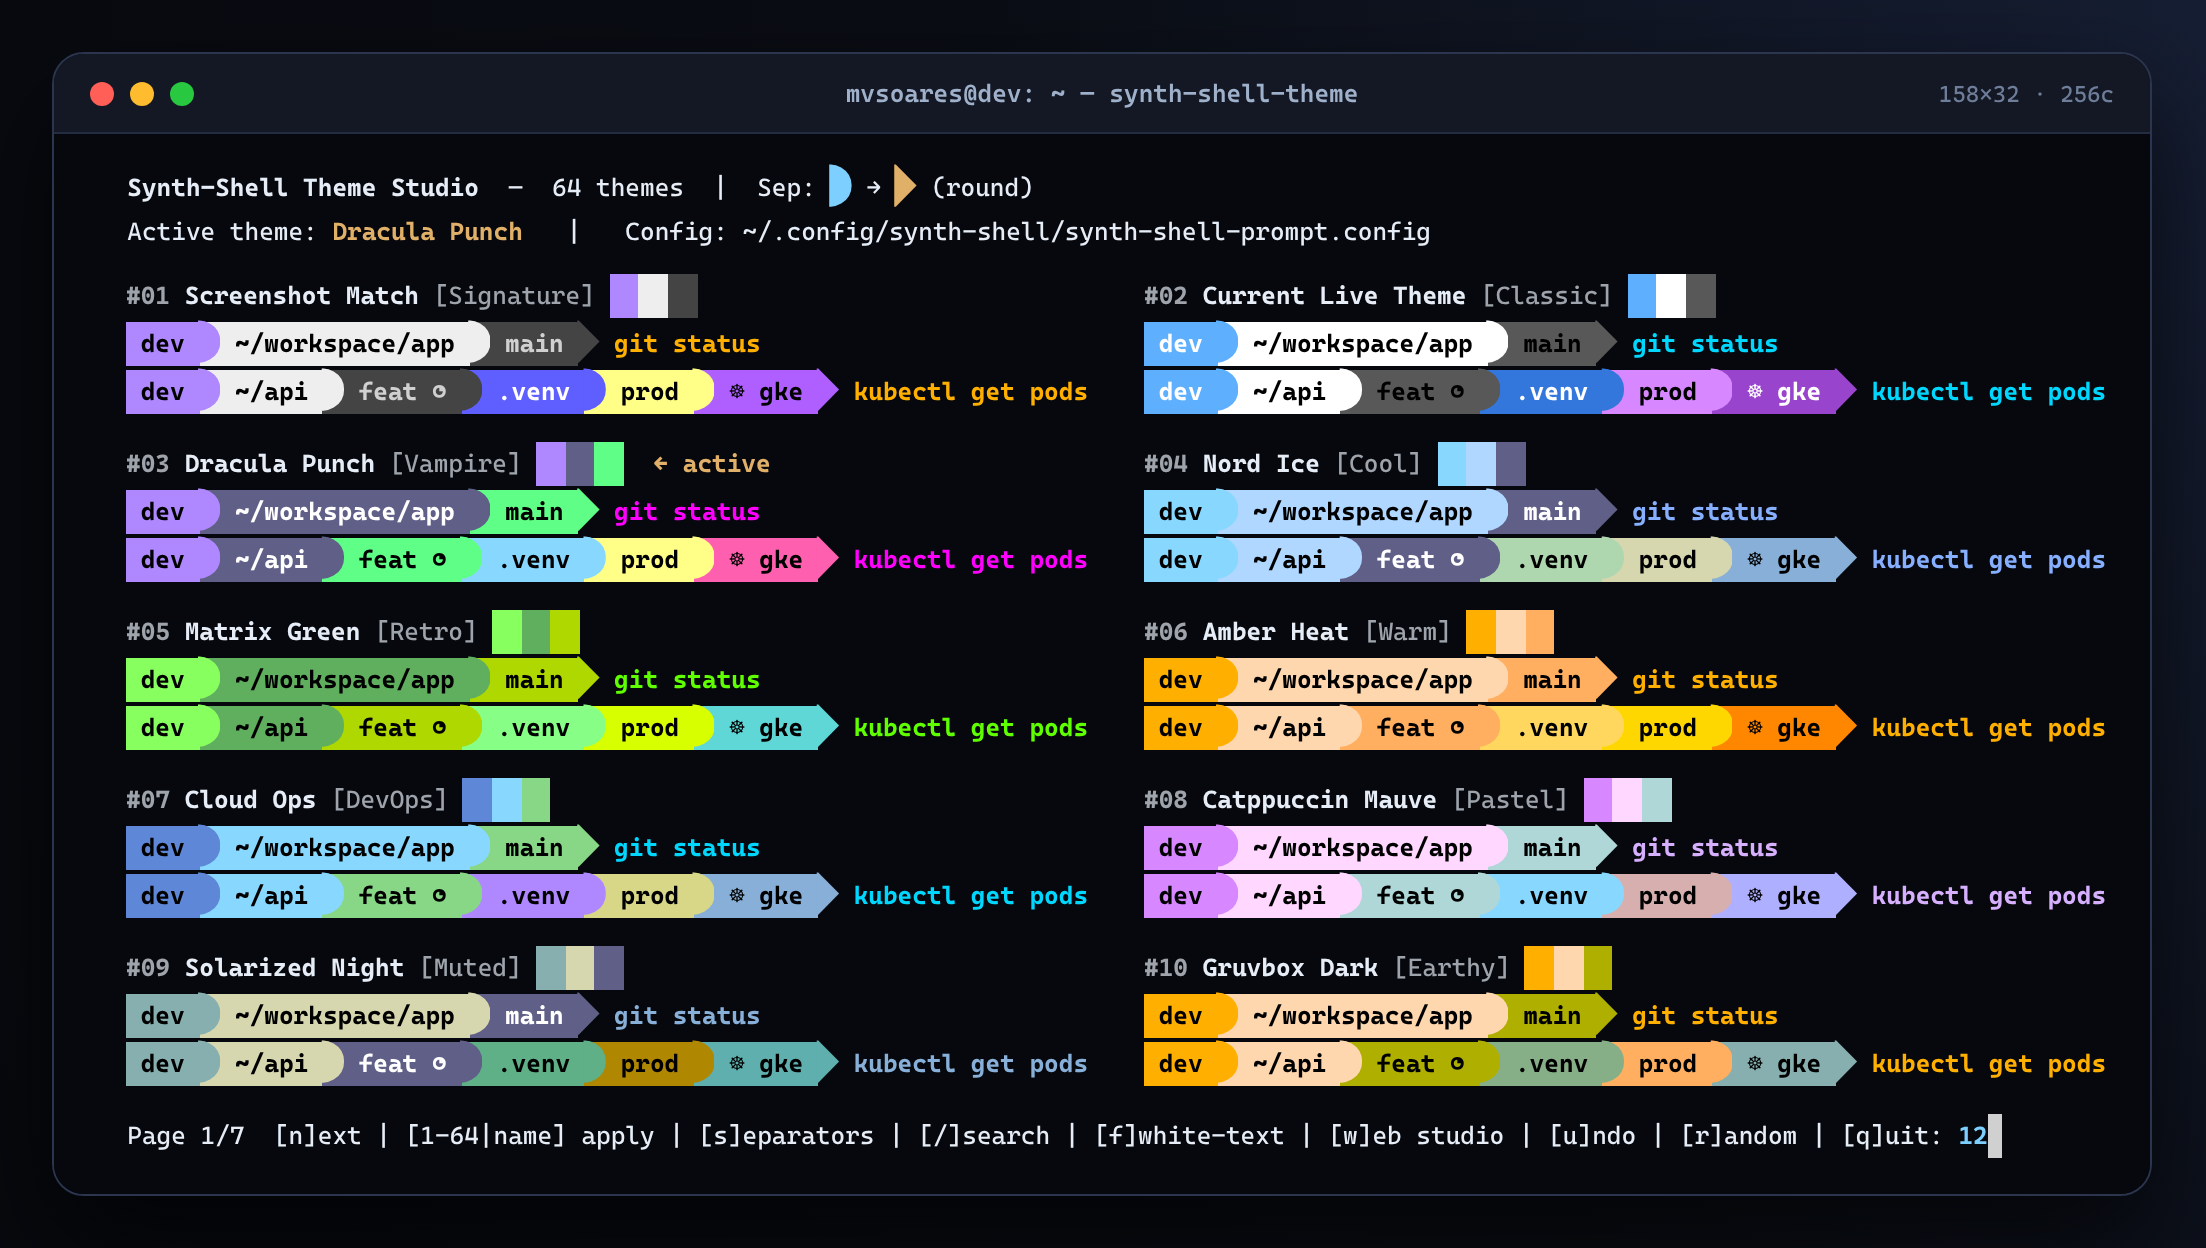 mvsoares@dev: ~ — synth-shell-theme
158×32 · 256c
Synth-Shell Theme Studio — 64 themes | Sep: → (round)
Active theme: Dracula Punch | Config: ~/.config/synth-shell/synth-shell-prompt.config
#01 Screenshot Match [Signature]
dev ~/workspace/app main git status
dev ~/api feat ◔ .venv prod ☸ gke kubectl get pods
#02 Current Live Theme [Classic]
dev ~/workspace/app main git status
dev ~/api feat ◔ .venv prod ☸ gke kubectl get pods
#03 Dracula Punch [Vampire] ← active
dev ~/workspace/app main git status
dev ~/api feat ◔ .venv prod ☸ gke kubectl get pods
#04 Nord Ice [Cool]
dev ~/workspace/app main git status
dev ~/api feat ◔ .venv prod ☸ gke kubectl get pods
#05 Matrix Green [Retro]
dev ~/workspace/app main git status
dev ~/api feat ◔ .venv prod ☸ gke kubectl get pods
#06 Amber Heat [Warm]
dev ~/workspace/app main git status
dev ~/api feat ◔ .venv prod ☸ gke kubectl get pods
#07 Cloud Ops [DevOps]
dev ~/workspace/app main git status
dev ~/api feat ◔ .venv prod ☸ gke kubectl get pods
#08 Catppuccin Mauve [Pastel]
dev ~/workspace/app main git status
dev ~/api feat ◔ .venv prod ☸ gke kubectl get pods
#09 Solarized Night [Muted]
dev ~/workspace/app main git status
dev ~/api feat ◔ .venv prod ☸ gke kubectl get pods
#10 Gruvbox Dark [Earthy]
dev ~/workspace/app main git status
dev ~/api feat ◔ .venv prod ☸ gke kubectl get pods
Page 1/7 [n]ext | [1-64|name] apply | [s]eparators | [/]search | [f]white-text | [w]eb studio | [u]ndo | [r]andom | [q]uit: 12